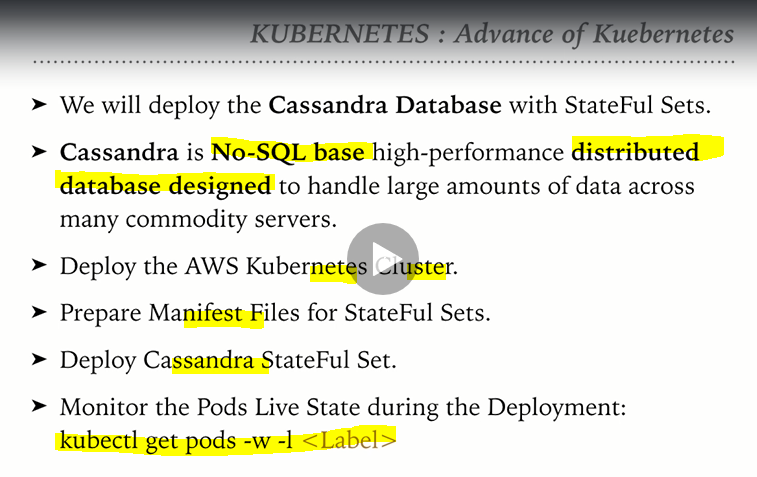 KUBERNETES : Advance of Kuebernetes
➤ We will deploy the Cassandra Database with StateFul Sets.
➤ Cassandra is No-SQL base high-performance distributed
database designed to handle large amounts of data across
many commodity servers.
➤ Deploy the AWS Kubernetes Cluster.
➤ Prepare Manifest Files for StateFul Sets.
➤ Deploy Cassandra StateFul Set.
➤ Monitor the Pods Live State during the Deployment:
kubectl get pods -w -l <Label>